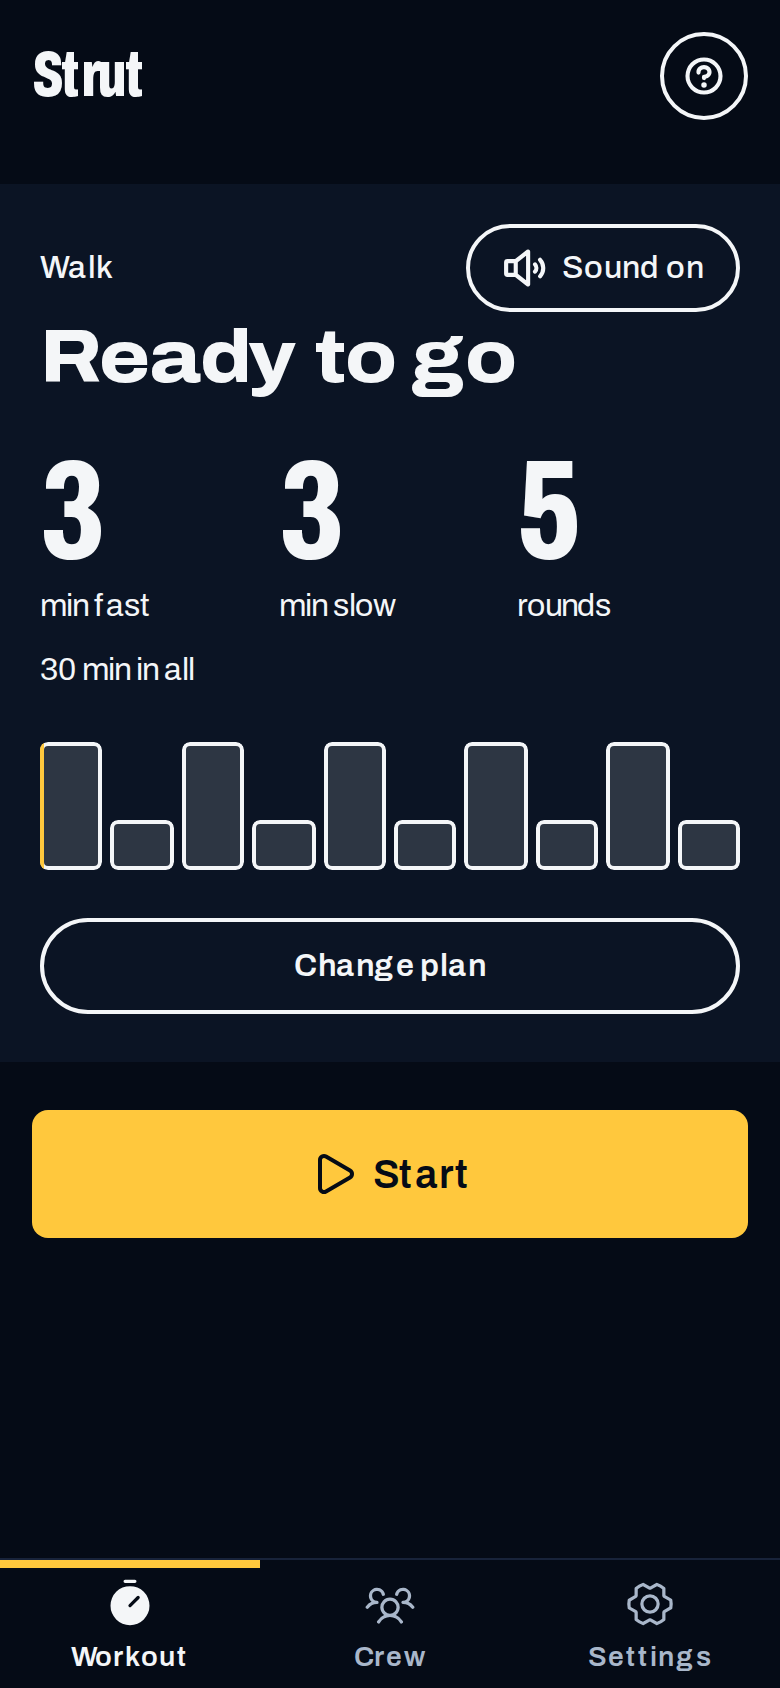 Strut
Walk
Sound on
Ready to go
3
3
5
min fast
min slow
rounds
30 min in all
Change plan
Start
Workout
Crew
Settings